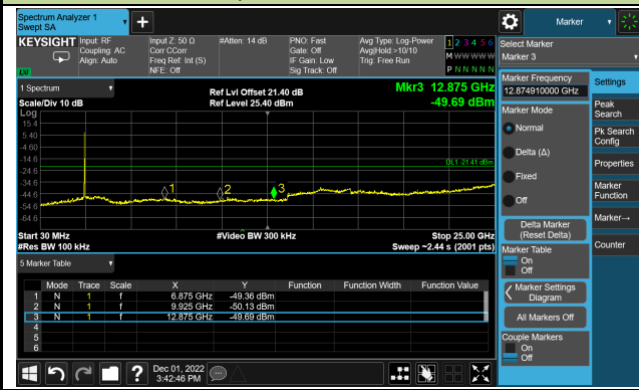 Spectrum Analyzer 1
Swept SA
Marker
KEYSIGHT
Input: RF
Coupling: AC
Align: Auto
Input Z: 50 Ω
Corr CCorr
Freq Ref: Int (S)
NFE: Off
#Atten: 14 dB
PNO: Fast
Gate: Off
IF Gain: Low
Sig Track: Off
Avg Type: Log-Power
Avg|Hold:>10/10
Trig: Free Run
1 2 3 4 5 6
M W W W W W
P N N N N N
Select Marker
Marker 3
1 Spectrum
Scale/Div 10 dB
Ref Lvl Offset 21.40 dB
Ref Level 25.40 dBm
Mkr3 12.875 GHz
-49.69 dBm
Log
15.4
5.40
-4.60
-14.6
-24.6
-34.6
-44.6
-54.6
-64.6
1
2
3
Start 30 MHz
#Res BW 100 kHz
#Video BW 300 kHz
Stop 25.00 GHz
Sweep ~2.44 s (2001 pts)
Marker Frequency
12.874910000 GHz
Marker Mode
Normal
Delta (Δ)
Fixed
Off
Delta Marker
(Reset Delta)
Marker Table
On
Off
Marker Settings
Diagram
All Markers Off
Couple Markers
On
Off
Settings
Peak
Search
Pk Search
Config
Properties
Marker
Function
Marker→
Counter
5 Marker Table
Mode Trace Scale X Y Function Function Width Function Value
1 N 1 f 6.875 GHz -49.36 dBm
2 N 1 f 9.925 GHz -50.13 dBm
3 N 1 f 12.875 GHz -49.69 dBm
4
5
6
Dec 01, 2022
3:42:46 PM